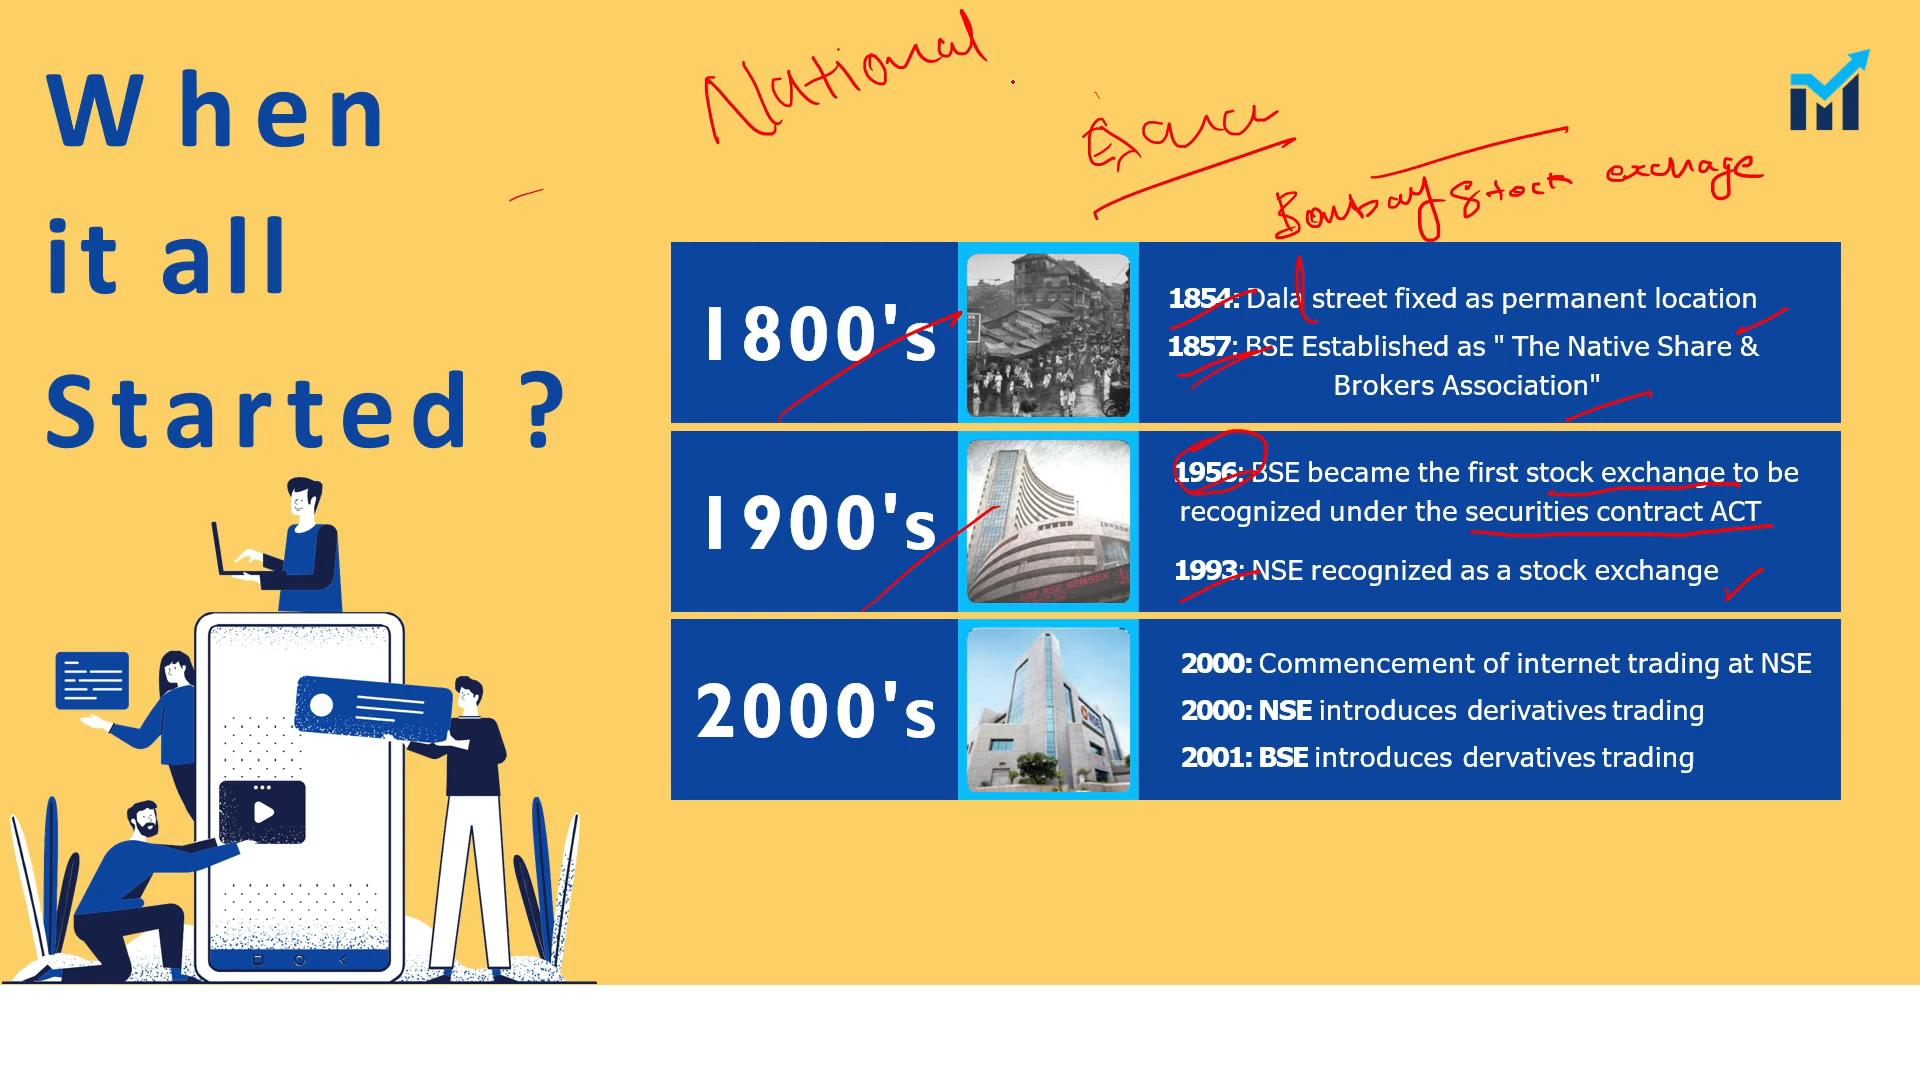 When
it all
Started ?
National
Bombay Stock exchage
1800's
1854: Dalal street fixed as permanent location
1857: BSE Established as " The Native Share &
Brokers Association"
1900's
1956: BSE became the first stock exchange to be
recognized under the securities contract ACT
1993: NSE recognized as a stock exchange
2000's
2000: Commencement of internet trading at NSE
2000: NSE introduces derivatives trading
2001: BSE introduces dervatives trading
S&P BSE SENSEX
NSE